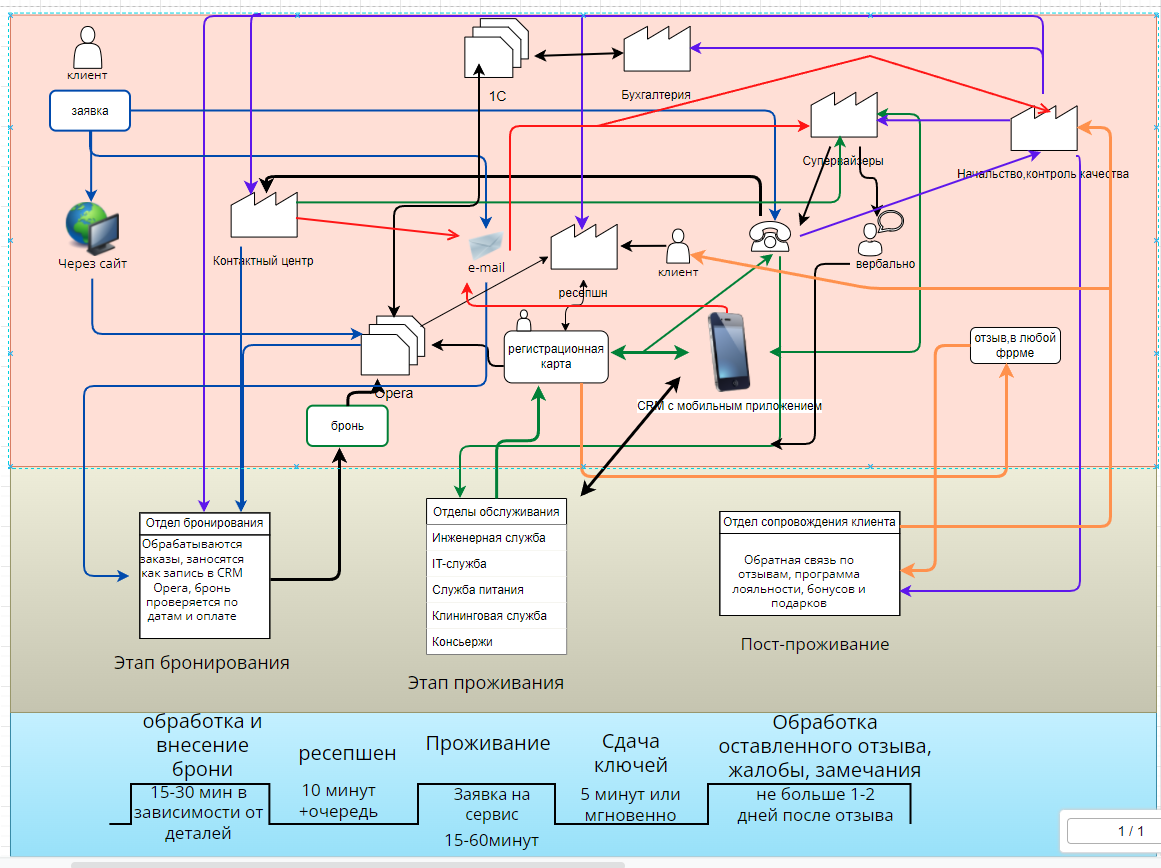 клиент
заявка
1С
Бухгалтерия
Супервайзеры
Начальство,контроль качества
Через сайт
Контактный центр
e-mail
ресепшн
клиент
вербально
регистрационная
карта
отзыв,в любой
фррме
Opera
CRM с мобильным приложением
бронь
Отдел бронирования
Обрабатываются
заказы, заносятся
как запись в CRM
Opera, бронь
проверяется по
датам и оплате
Этап бронирования
Отделы обслуживания
Инженерная служба
IT-служба
Служба питания
Клининговая служба
Консьержи
Этап проживания
Отдел сопровождения клиента
Обратная связь по
отзывам, программа
лояльности, бонусов и
подарков
Пост-проживание
обработка и
внесение
брони
15-30 мин в
зависимости от
деталей
ресепшен
10 минут
+очередь
Проживание
Заявка на
сервис
15-60минут
Сдача
ключей
5 минут или
мгновенно
Обработка
оставленного отзыва,
жалобы, замечания
не больше 1-2
дней после отзыва
1 / 1